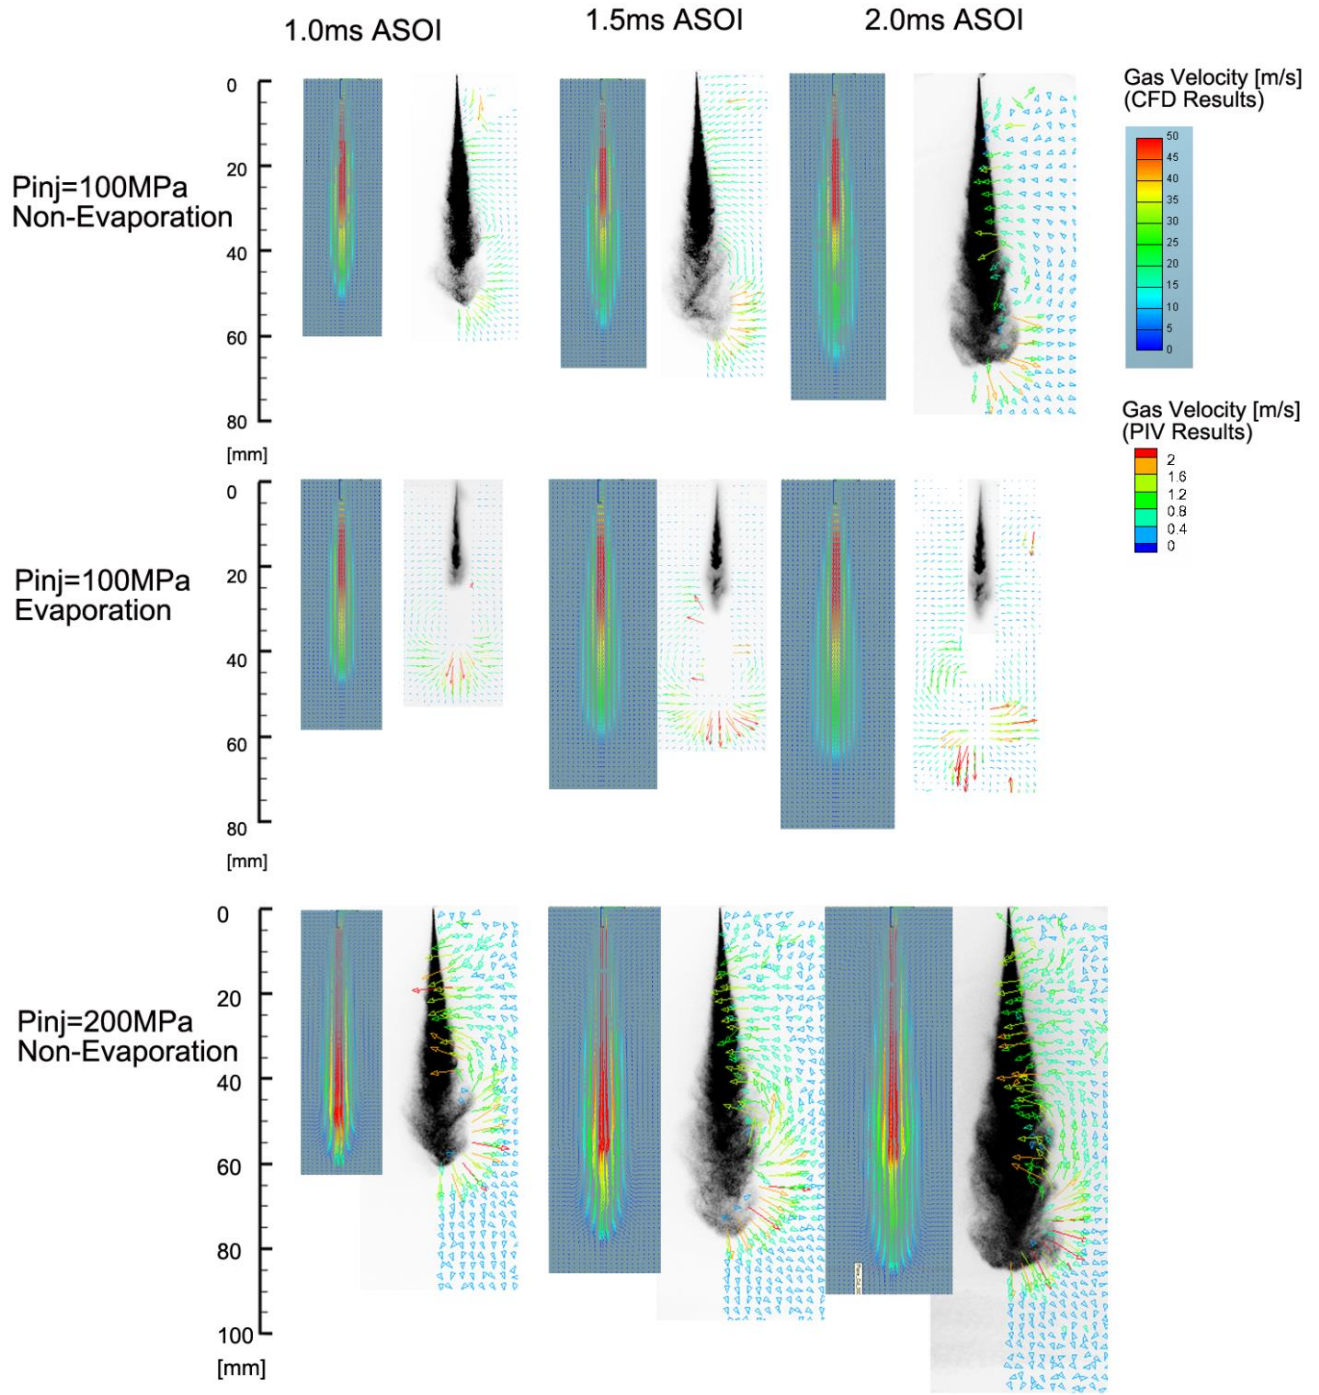 1.0ms ASOI
1.5ms ASOI
2.0ms ASOI
Pinj=100MPa
Non-Evaporation
0
20
40
60
80
[mm]
Gas Velocity [m/s]
(CFD Results)
50
45
40
35
30
25
20
15
10
5
0
Gas Velocity [m/s]
(PIV Results)
2
1.6
1.2
0.8
0.4
0
Pinj=100MPa
Evaporation
0
20
40
60
80
[mm]
Pinj=200MPa
Non-Evaporation
0
20
40
60
80
100
[mm]